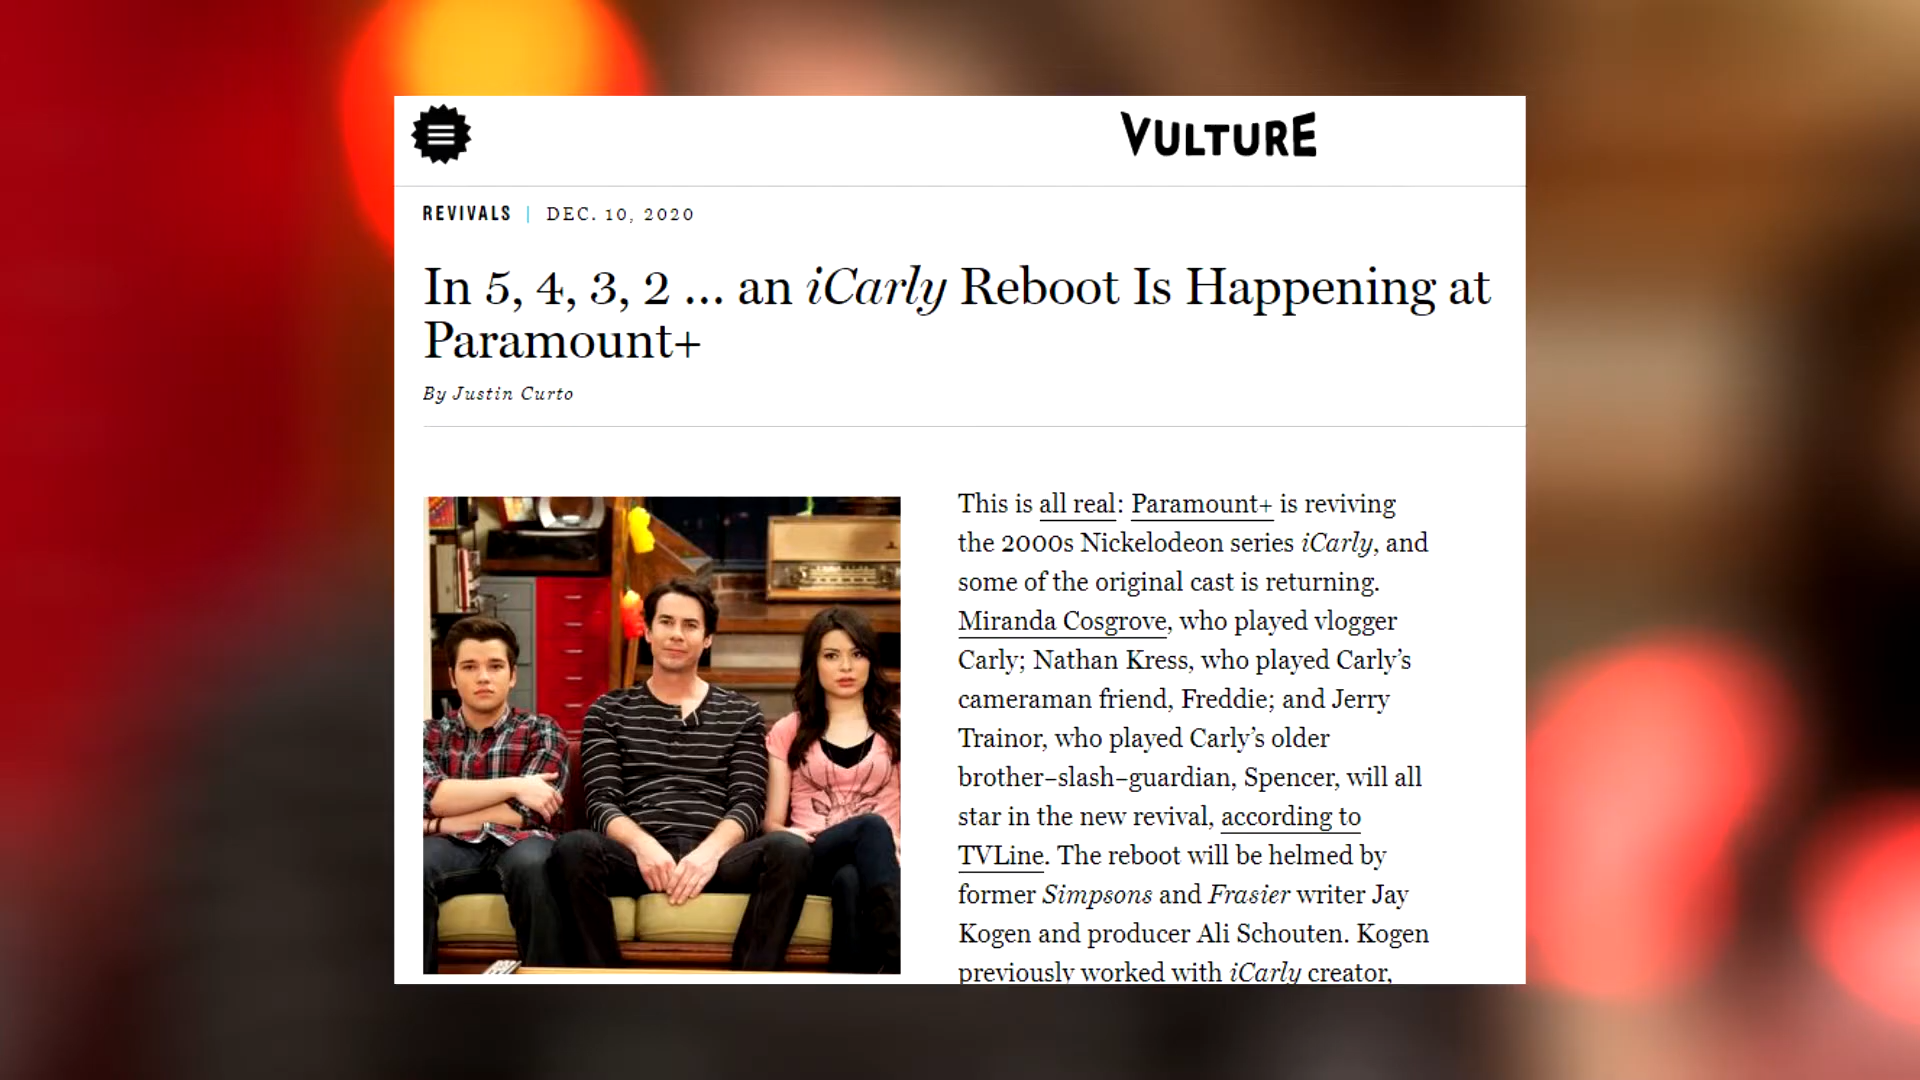 VULTURE
REVIVALS | DEC. 10, 2020
In 5, 4, 3, 2 ... an iCarly Reboot Is Happening at
Paramount+
By Justin Curto
This is all real: Paramount+ is reviving
the 2000s Nickelodeon series iCarly, and
some of the original cast is returning.
Miranda Cosgrove, who played vlogger
Carly; Nathan Kress, who played Carly’s
cameraman friend, Freddie; and Jerry
Trainor, who played Carly’s older
brother–slash–guardian, Spencer, will all
star in the new revival, according to
TVLine. The reboot will be helmed by
former Simpsons and Frasier writer Jay
Kogen and producer Ali Schouten. Kogen
previously worked with iCarly creator,